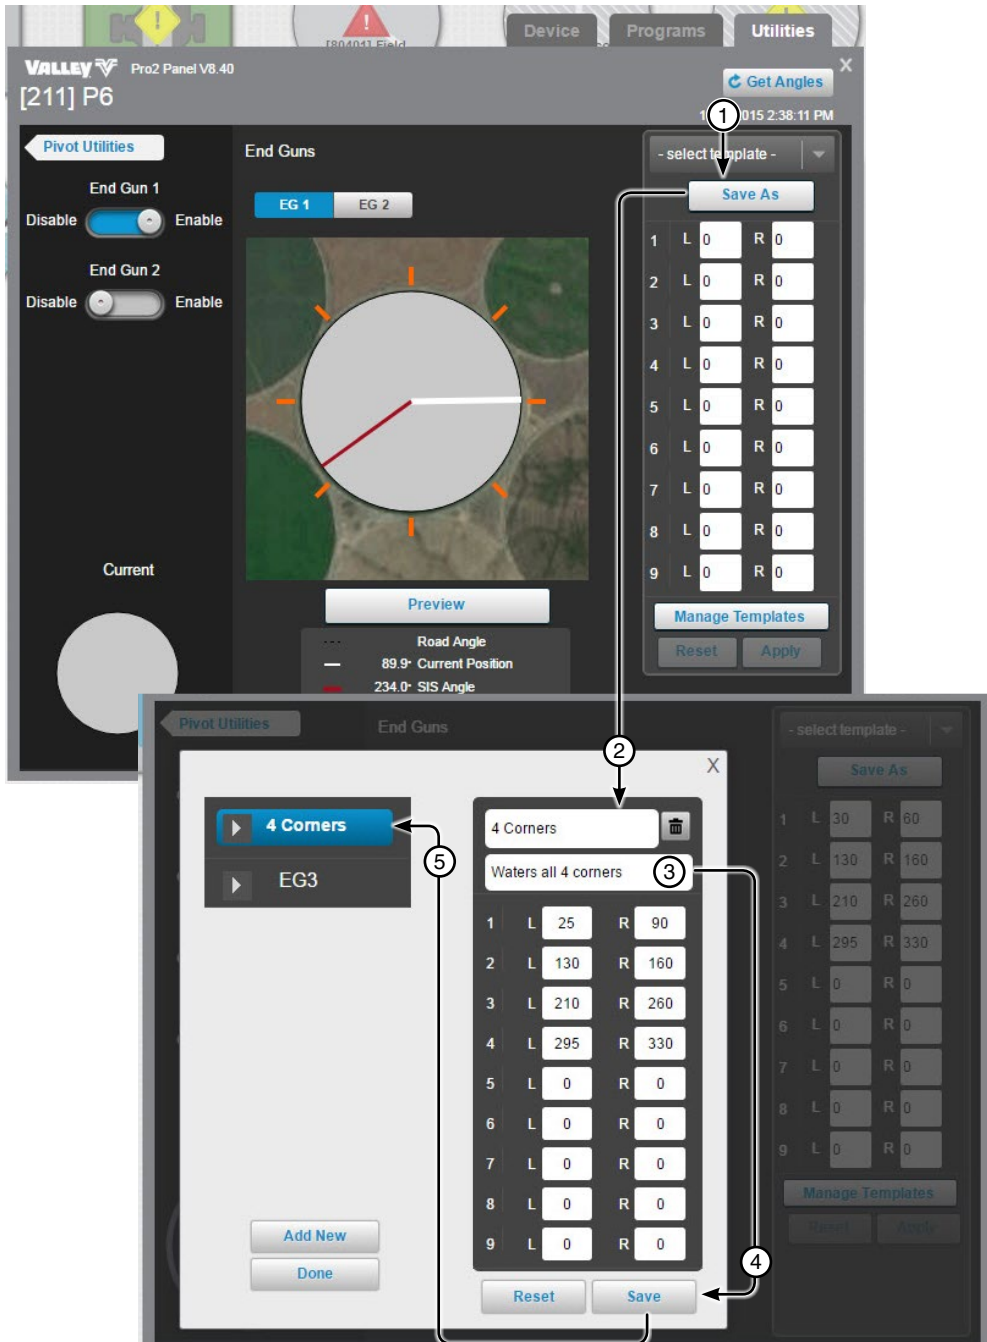 [80401] Field
Device
Programs
Utilities
VALLEY Pro2 Panel V8.40
X
[211] P6
Get Angles
015 2:38:11 PM
1
Pivot Utilities
End Guns
- select template -
End Gun 1
Save As
Disable
Enable
EG 1
EG 2
End Gun 2
Disable
Enable
1 L 0 R 0
2 L 0 R 0
3 L 0 R 0
4 L 0 R 0
5 L 0 R 0
6 L 0 R 0
7 L 0 R 0
8 L 0 R 0
9 L 0 R 0
Current
Preview
Manage Templates
Reset
Apply
Road Angle
89.9° Current Position
234.0° SIS Angle
Pivot Utilities
End Guns
- select template -
2
X
Save As
4 Corners
EG3
5
4 Corners
Waters all 4 corners
3
1 L 25 R 90
2 L 130 R 160
3 L 210 R 260
4 L 295 R 330
5 L 0 R 0
6 L 0 R 0
7 L 0 R 0
8 L 0 R 0
9 L 0 R 0
Add New
Done
Reset
Save
4
1 L 30 R 60
2 L 130 R 160
3 L 210 R 260
4 L 295 R 330
5 L 0 R 0
6 L 0 R 0
7 L 0 R 0
8 L 0 R 0
9 L 0 R 0
Manage Templates
Reset
Apply